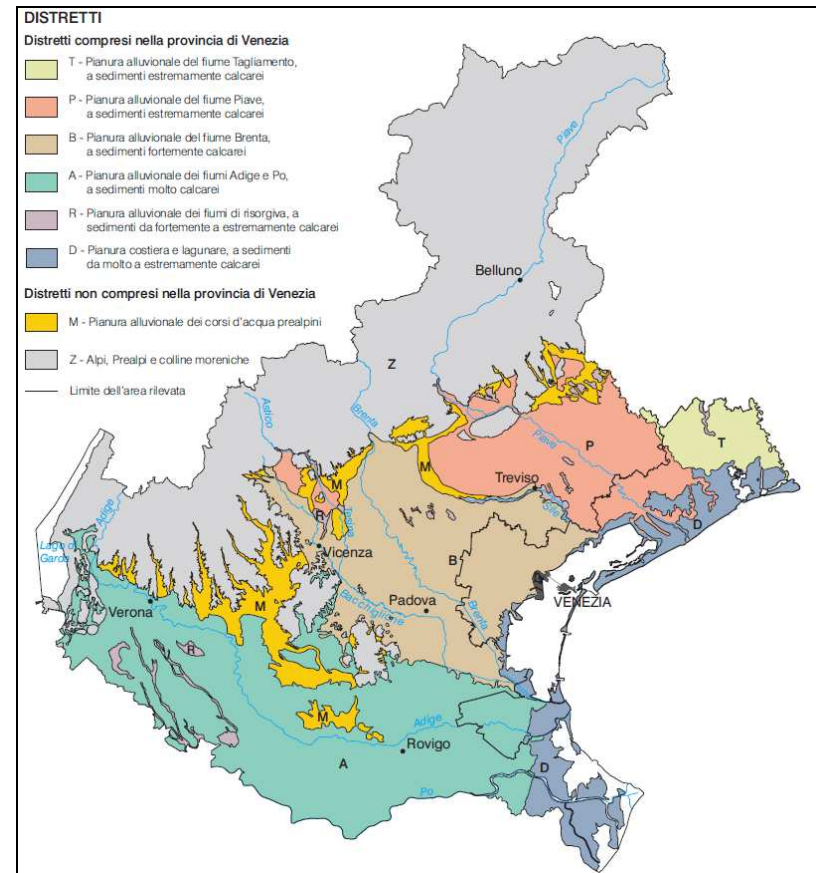 DISTRETTI
Distretti compresi nella provincia di Venezia
T - Pianura alluvionale del fiume Tagliamento,
a sedimenti estremamente calcarei
P - Pianura alluvionale del fiume Piave,
a sedimenti estremamente calcarei
B - Pianura alluvionale del fiume Brenta,
a sedimenti fortemente calcarei
A - Pianura alluvionale dei fiumi Adige e Po,
a sedimenti molto calcarei
R - Pianura alluvionale dei fiumi di risorgiva, a
sedimenti da fortemente a estremamente calcarei
D - Pianura costiera e lagunare, a sedimenti
da molto a estremamente calcarei
Distretti non compresi nella provincia di Venezia
M - Pianura alluvionale dei corsi d'acqua prealpini
Z - Alpi, Prealpi e colline moreniche
Limite dell'area rilevata
Piave
Belluno
Z
Astico
Brenta
Piave
P
T
M
M
Treviso
Sile
D
Adige
Lago di
Garda
R
Tesina
Vicenza
B
VENEZIA
Verona
M
Bacchiglione
Padova
Brenta
R
M
Adige
Rovigo
A
D
Po